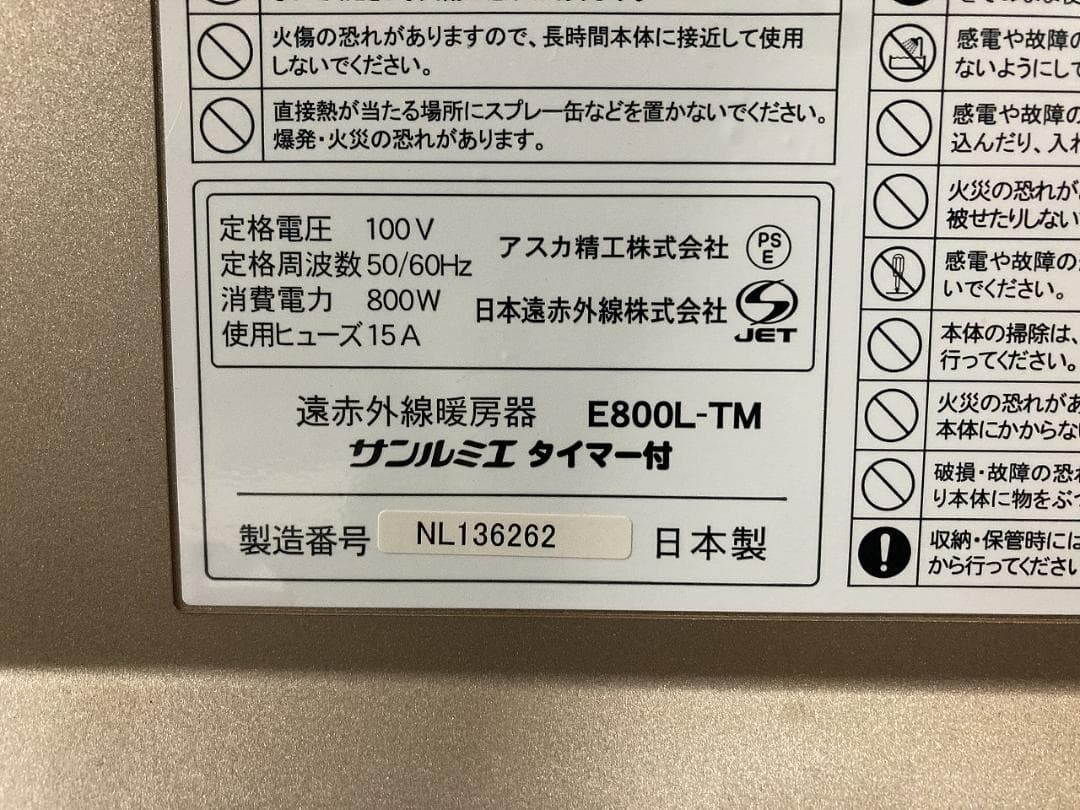 火傷の恐れがありますので、長時間本体に接近して使用
しないでください。
直接熱が当たる場所にスプレー缶などを置かないでください。
爆発・火災の恐れがあります。
定格電圧 100V
定格周波数 50/60Hz
消費電力 800W
使用ヒューズ 15A
アスカ精工株式会社
PS
E
日本遠赤外線株式会社
JET
遠赤外線暖房器 E800L-TM
サンルミエ タイマー付
製造番号 NL136262 日本製
感電や故障の
ないようにして
感電や故障の
込んだり、入れ
火災の恐れが
被せたりしない
感電や故障の
いでください。
本体の掃除は、
行ってください。
火災の恐れがあ
本体にかからな
破損・故障の恐れ
り本体に物をぶつ
収納・保管時には
から行ってください